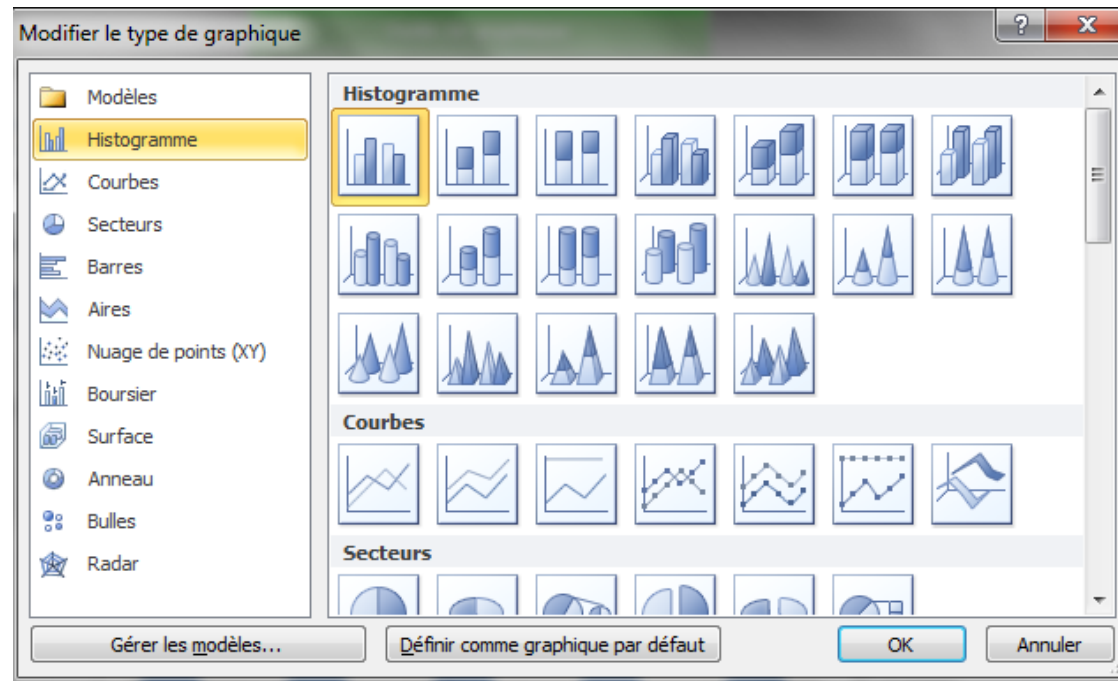 Modifier le type de graphique
Modèles
Histogramme
Courbes
Secteurs
Barres
Aires
Nuage de points (XY)
Boursier
Surface
Anneau
Bulles
Radar
Histogramme
Courbes
Secteurs
Gérer les modèles...
Définir comme graphique par défaut
OK
Annuler